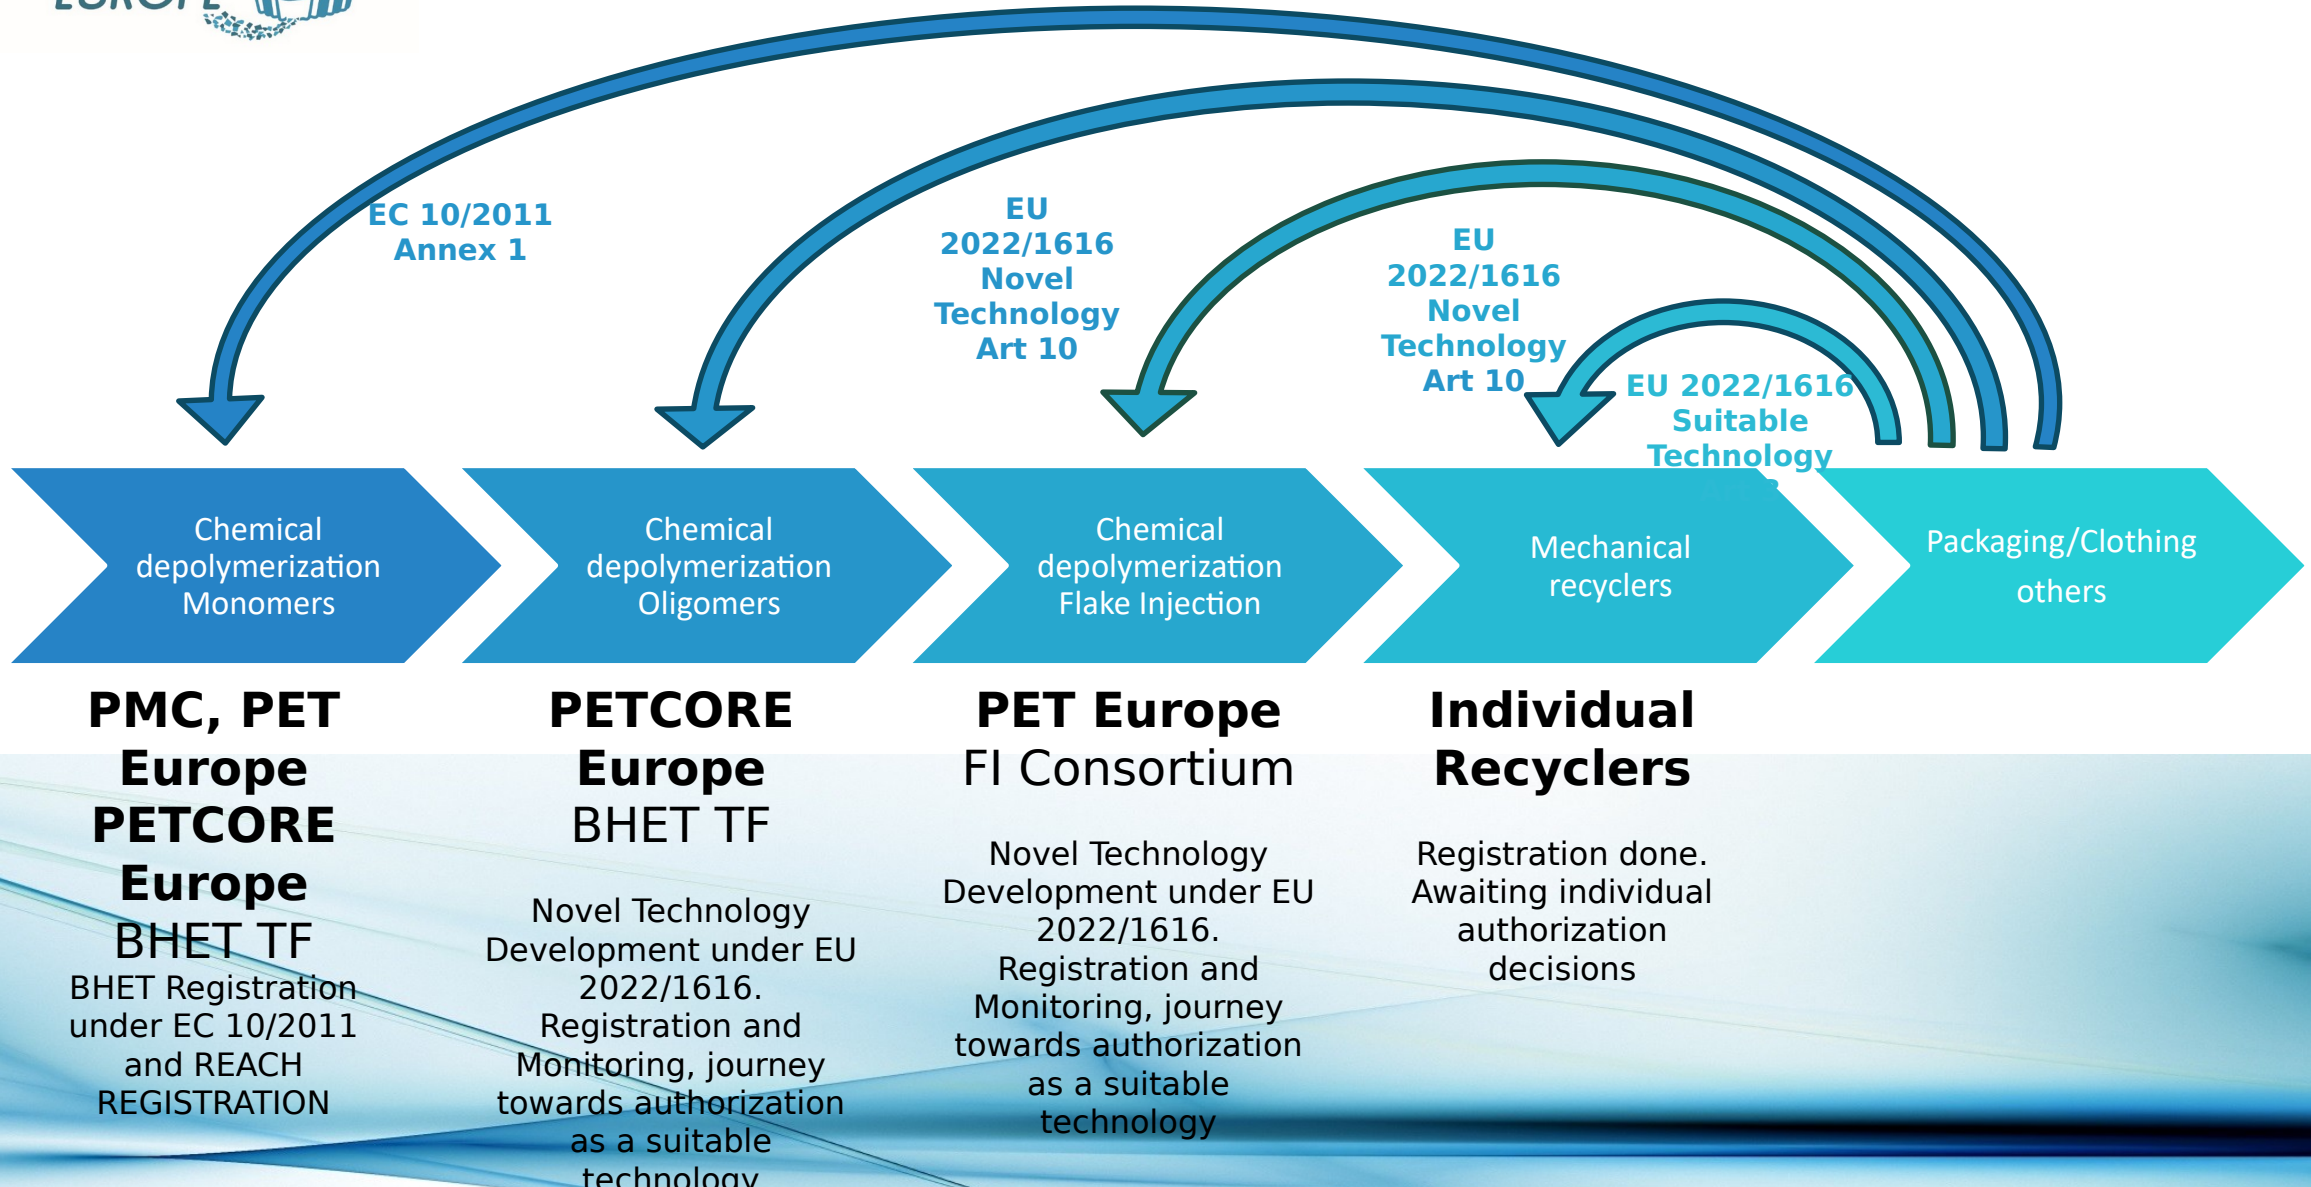 EUROPE
EC 10/2011
Annex 1
EU
2022/1616
Novel
Technology
Art 10
EU
2022/1616
Novel
Technology
Art 10
EU 2022/1616
Suitable
Technology
Chemical
depolymerization
Monomers
Chemical
depolymerization
Oligomers
Chemical
depolymerization
Flake Injection
Mechanical
recyclers
Packaging/Clothing
others
PMC, PET
Europe
PETCORE
Europe
BHET TF
BHET Registration
under EC 10/2011
and REACH
REGISTRATION
PETCORE
Europe
BHET TF
Novel Technology
Development under EU
2022/1616.
Registration and
Monitoring, journey
towards authorization
as a suitable
technology
PET Europe
FI Consortium
Novel Technology
Development under EU
2022/1616.
Registration and
Monitoring, journey
towards authorization
as a suitable
technology
Individual
Recyclers
Registration done.
Awaiting individual
authorization
decisions